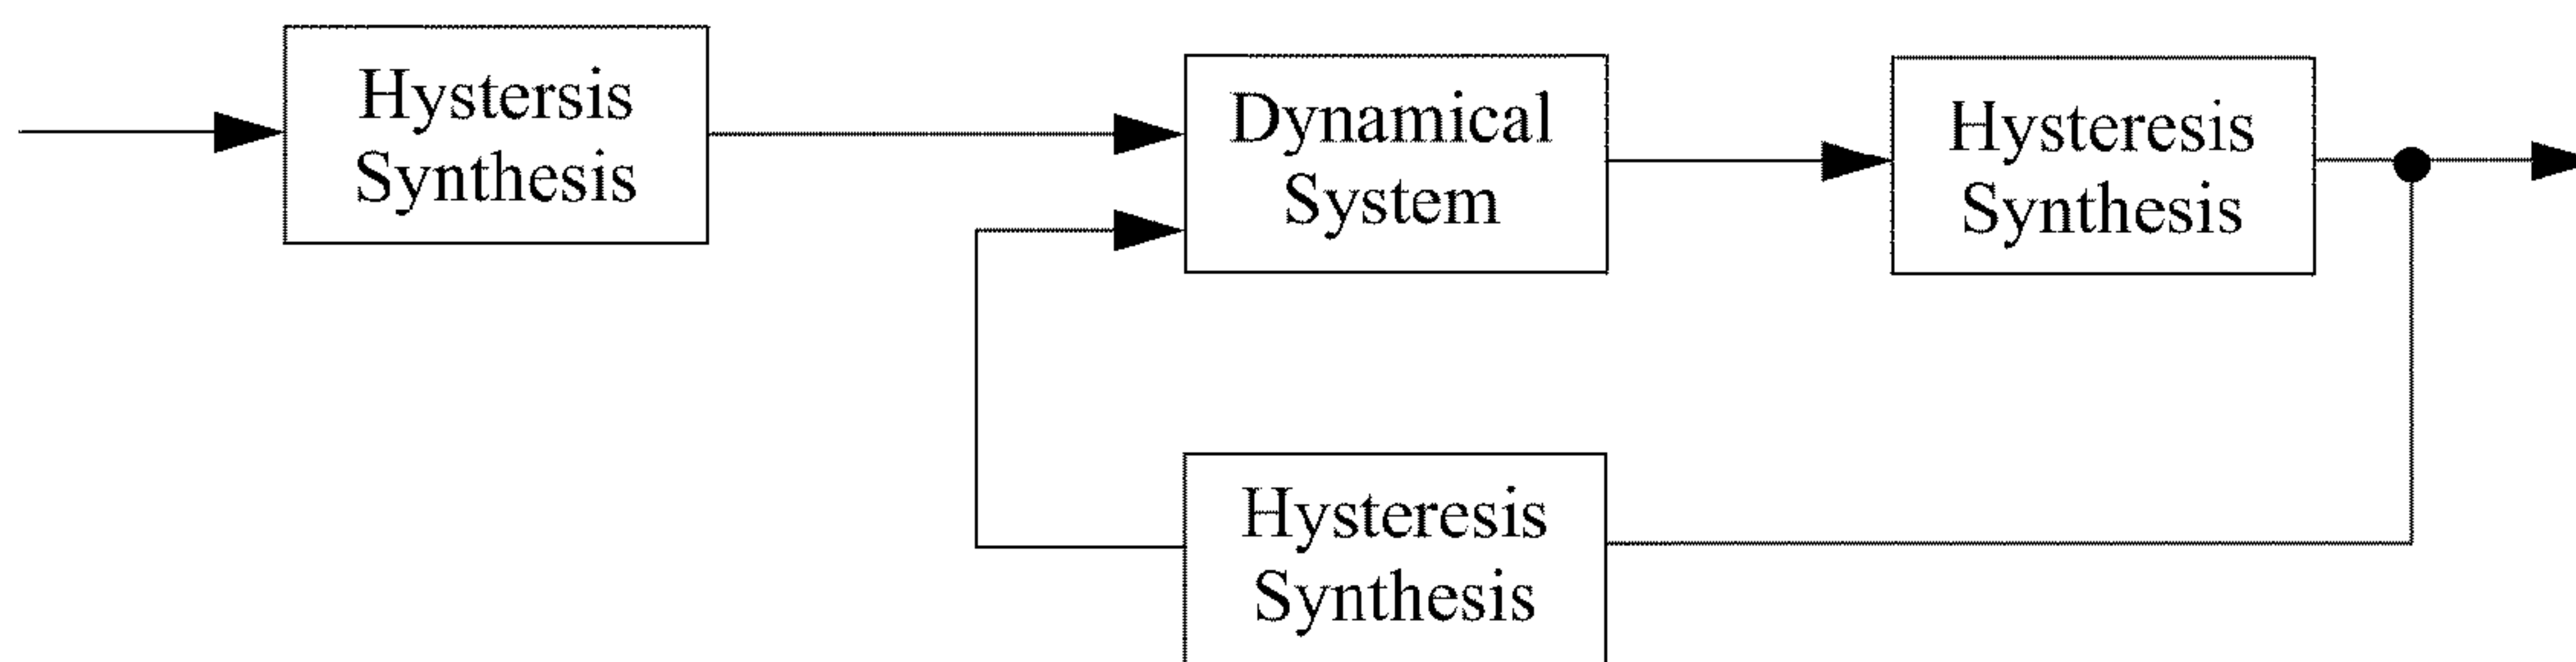 Hystersis
Synthesis
Dynamical
System
Hysteresis
Synthesis
Hysteresis
Synthesis